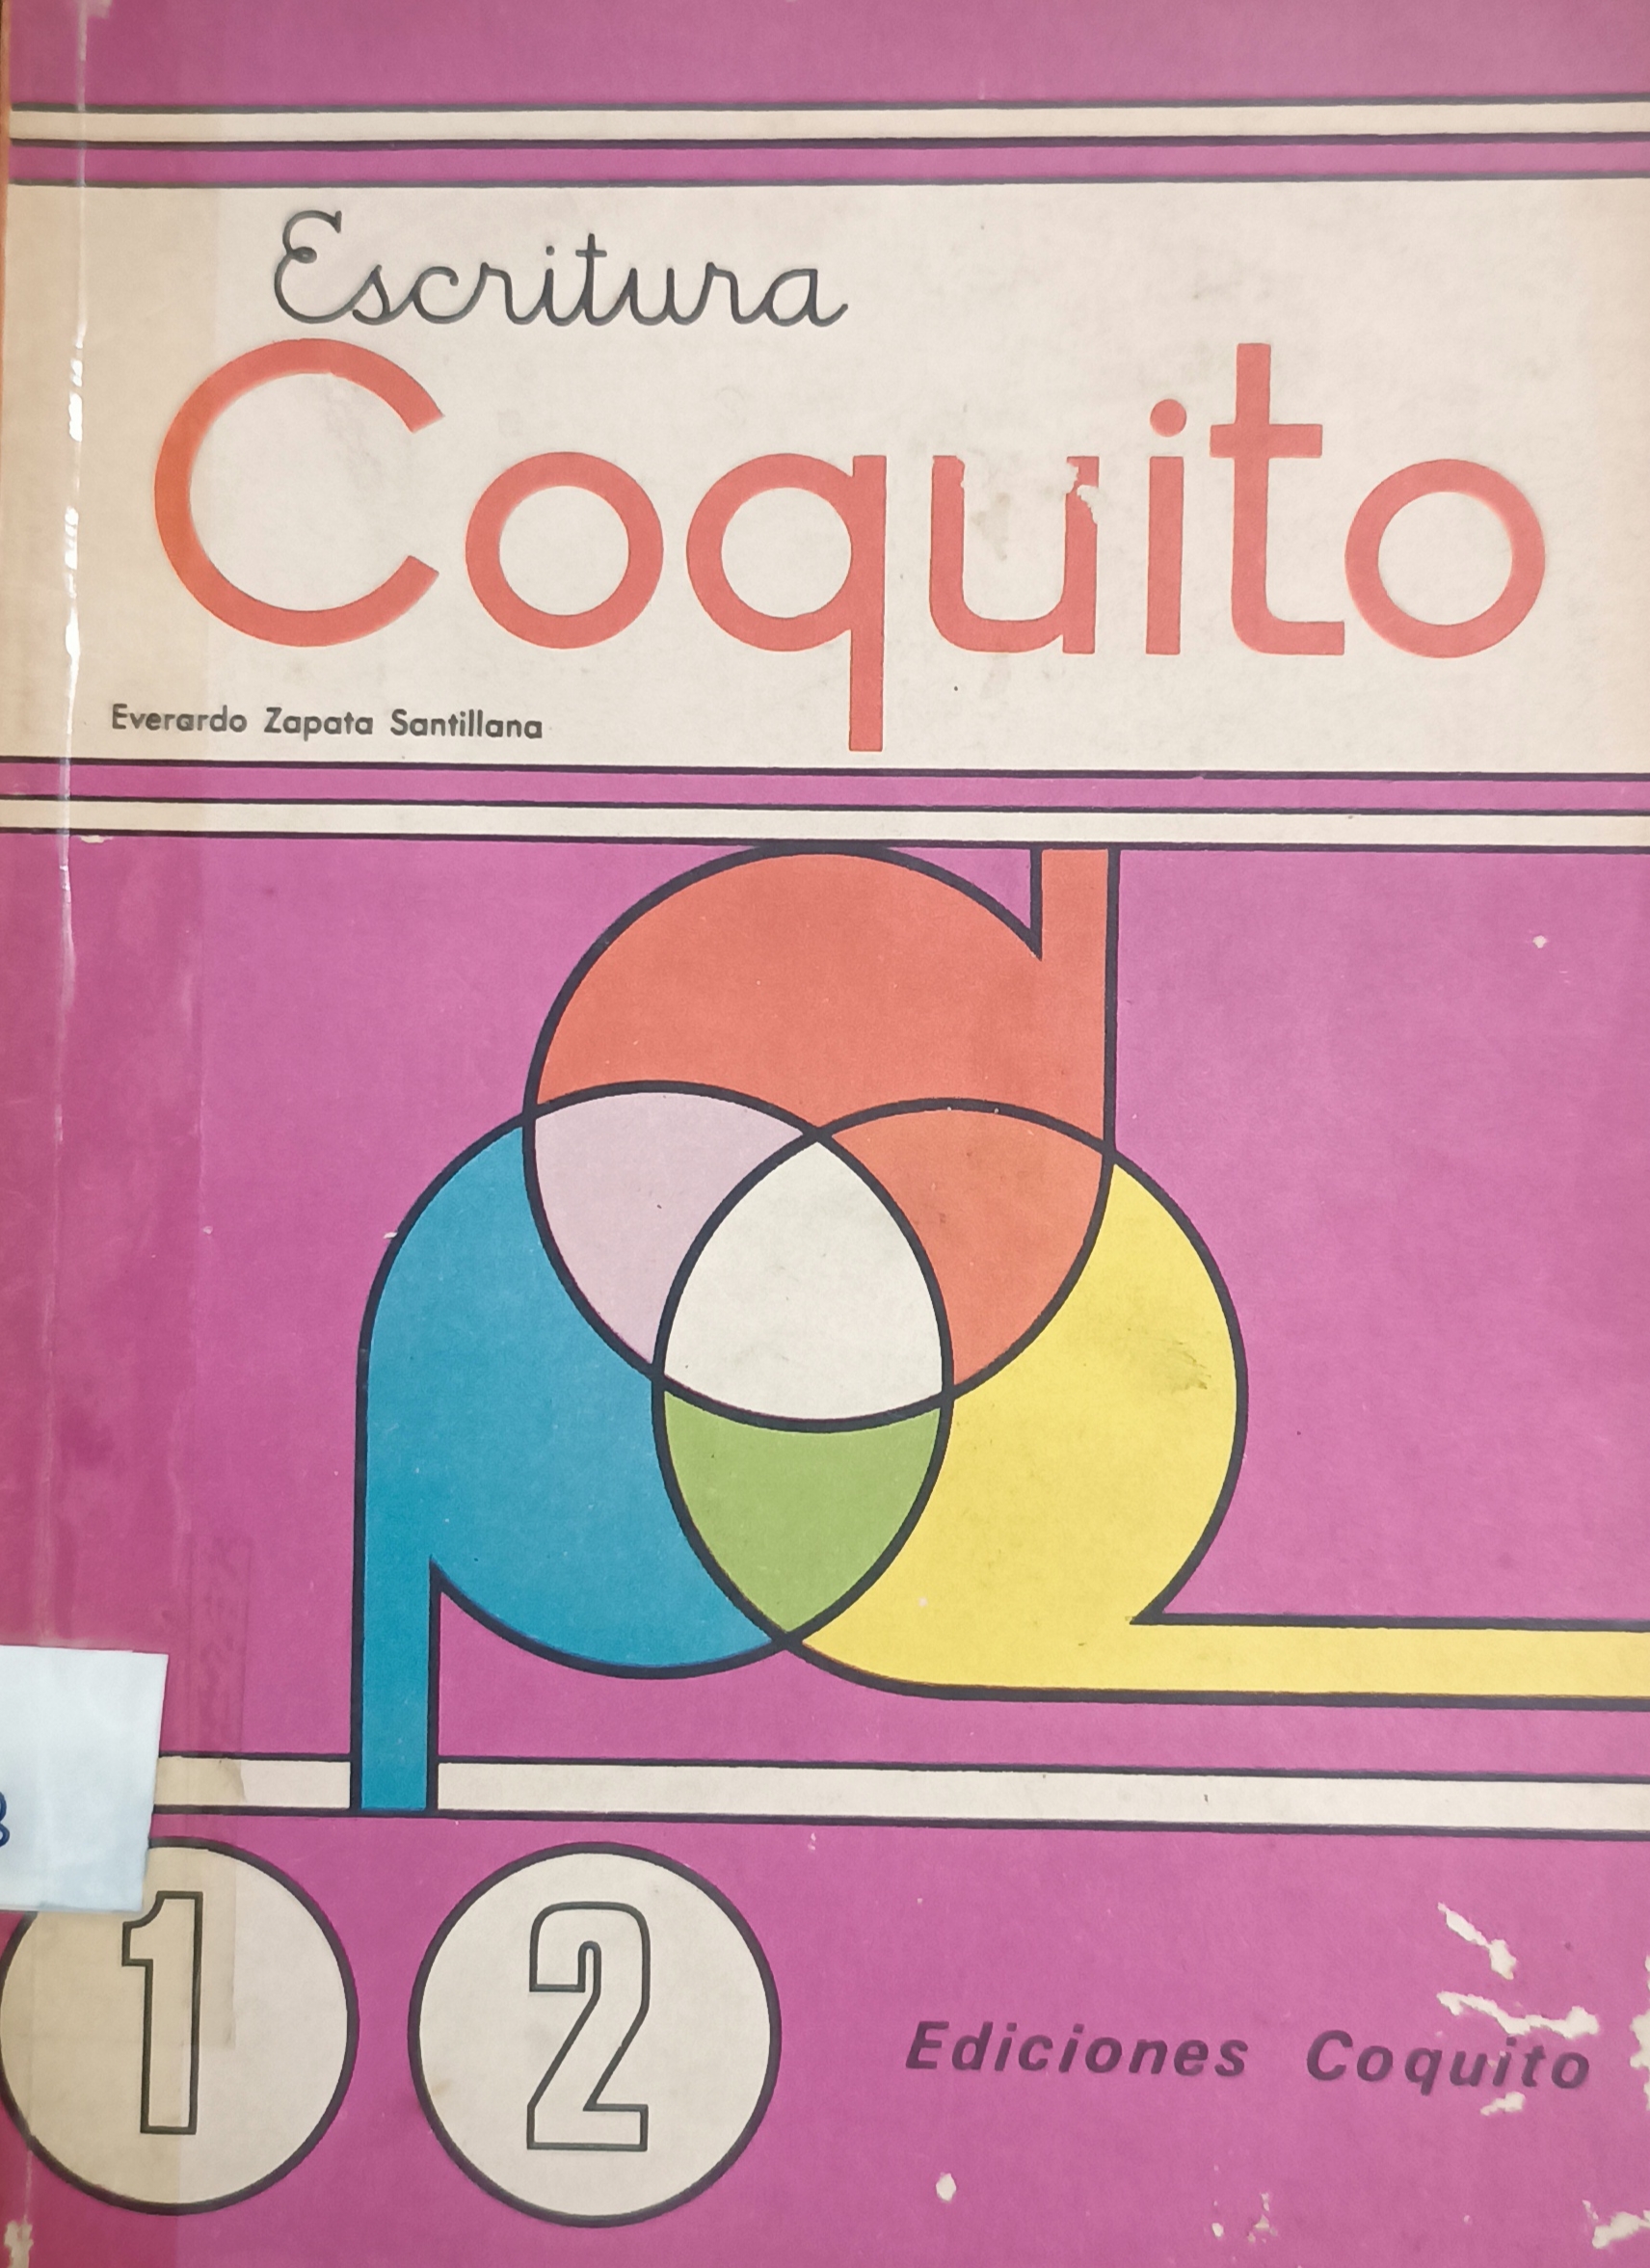 Escritura
Coquito
Everardo Zapata Santillana
1 2
Ediciones Coquito